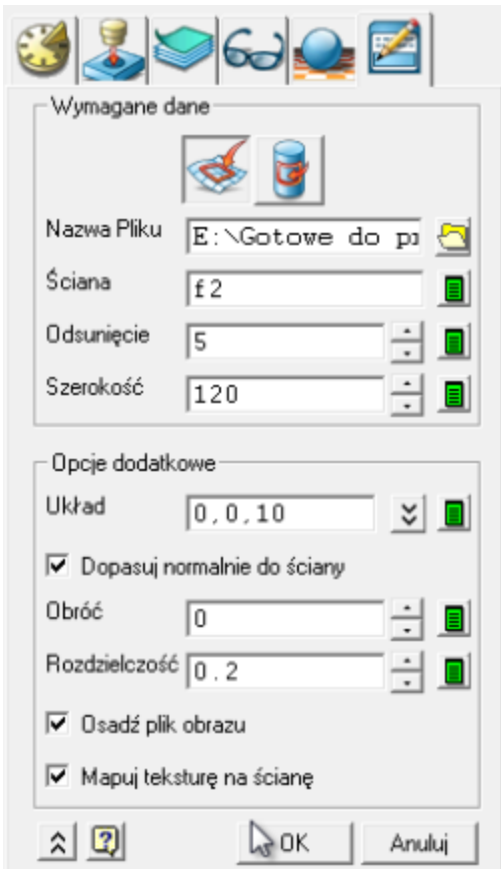 Wymagane dane
Nazwa Pliku E:\Gotowe do
Ściana f2
Odsunięcie 5
Szerokość 120
Opcje dodatkowe
Układ 0,0,10
Dopasuj normalnie do ściany
Obróć 0
Rozdzielczość 0.2
Osadź plik obrazu
Mapuj teksturę na ścianę
OK Anuluj